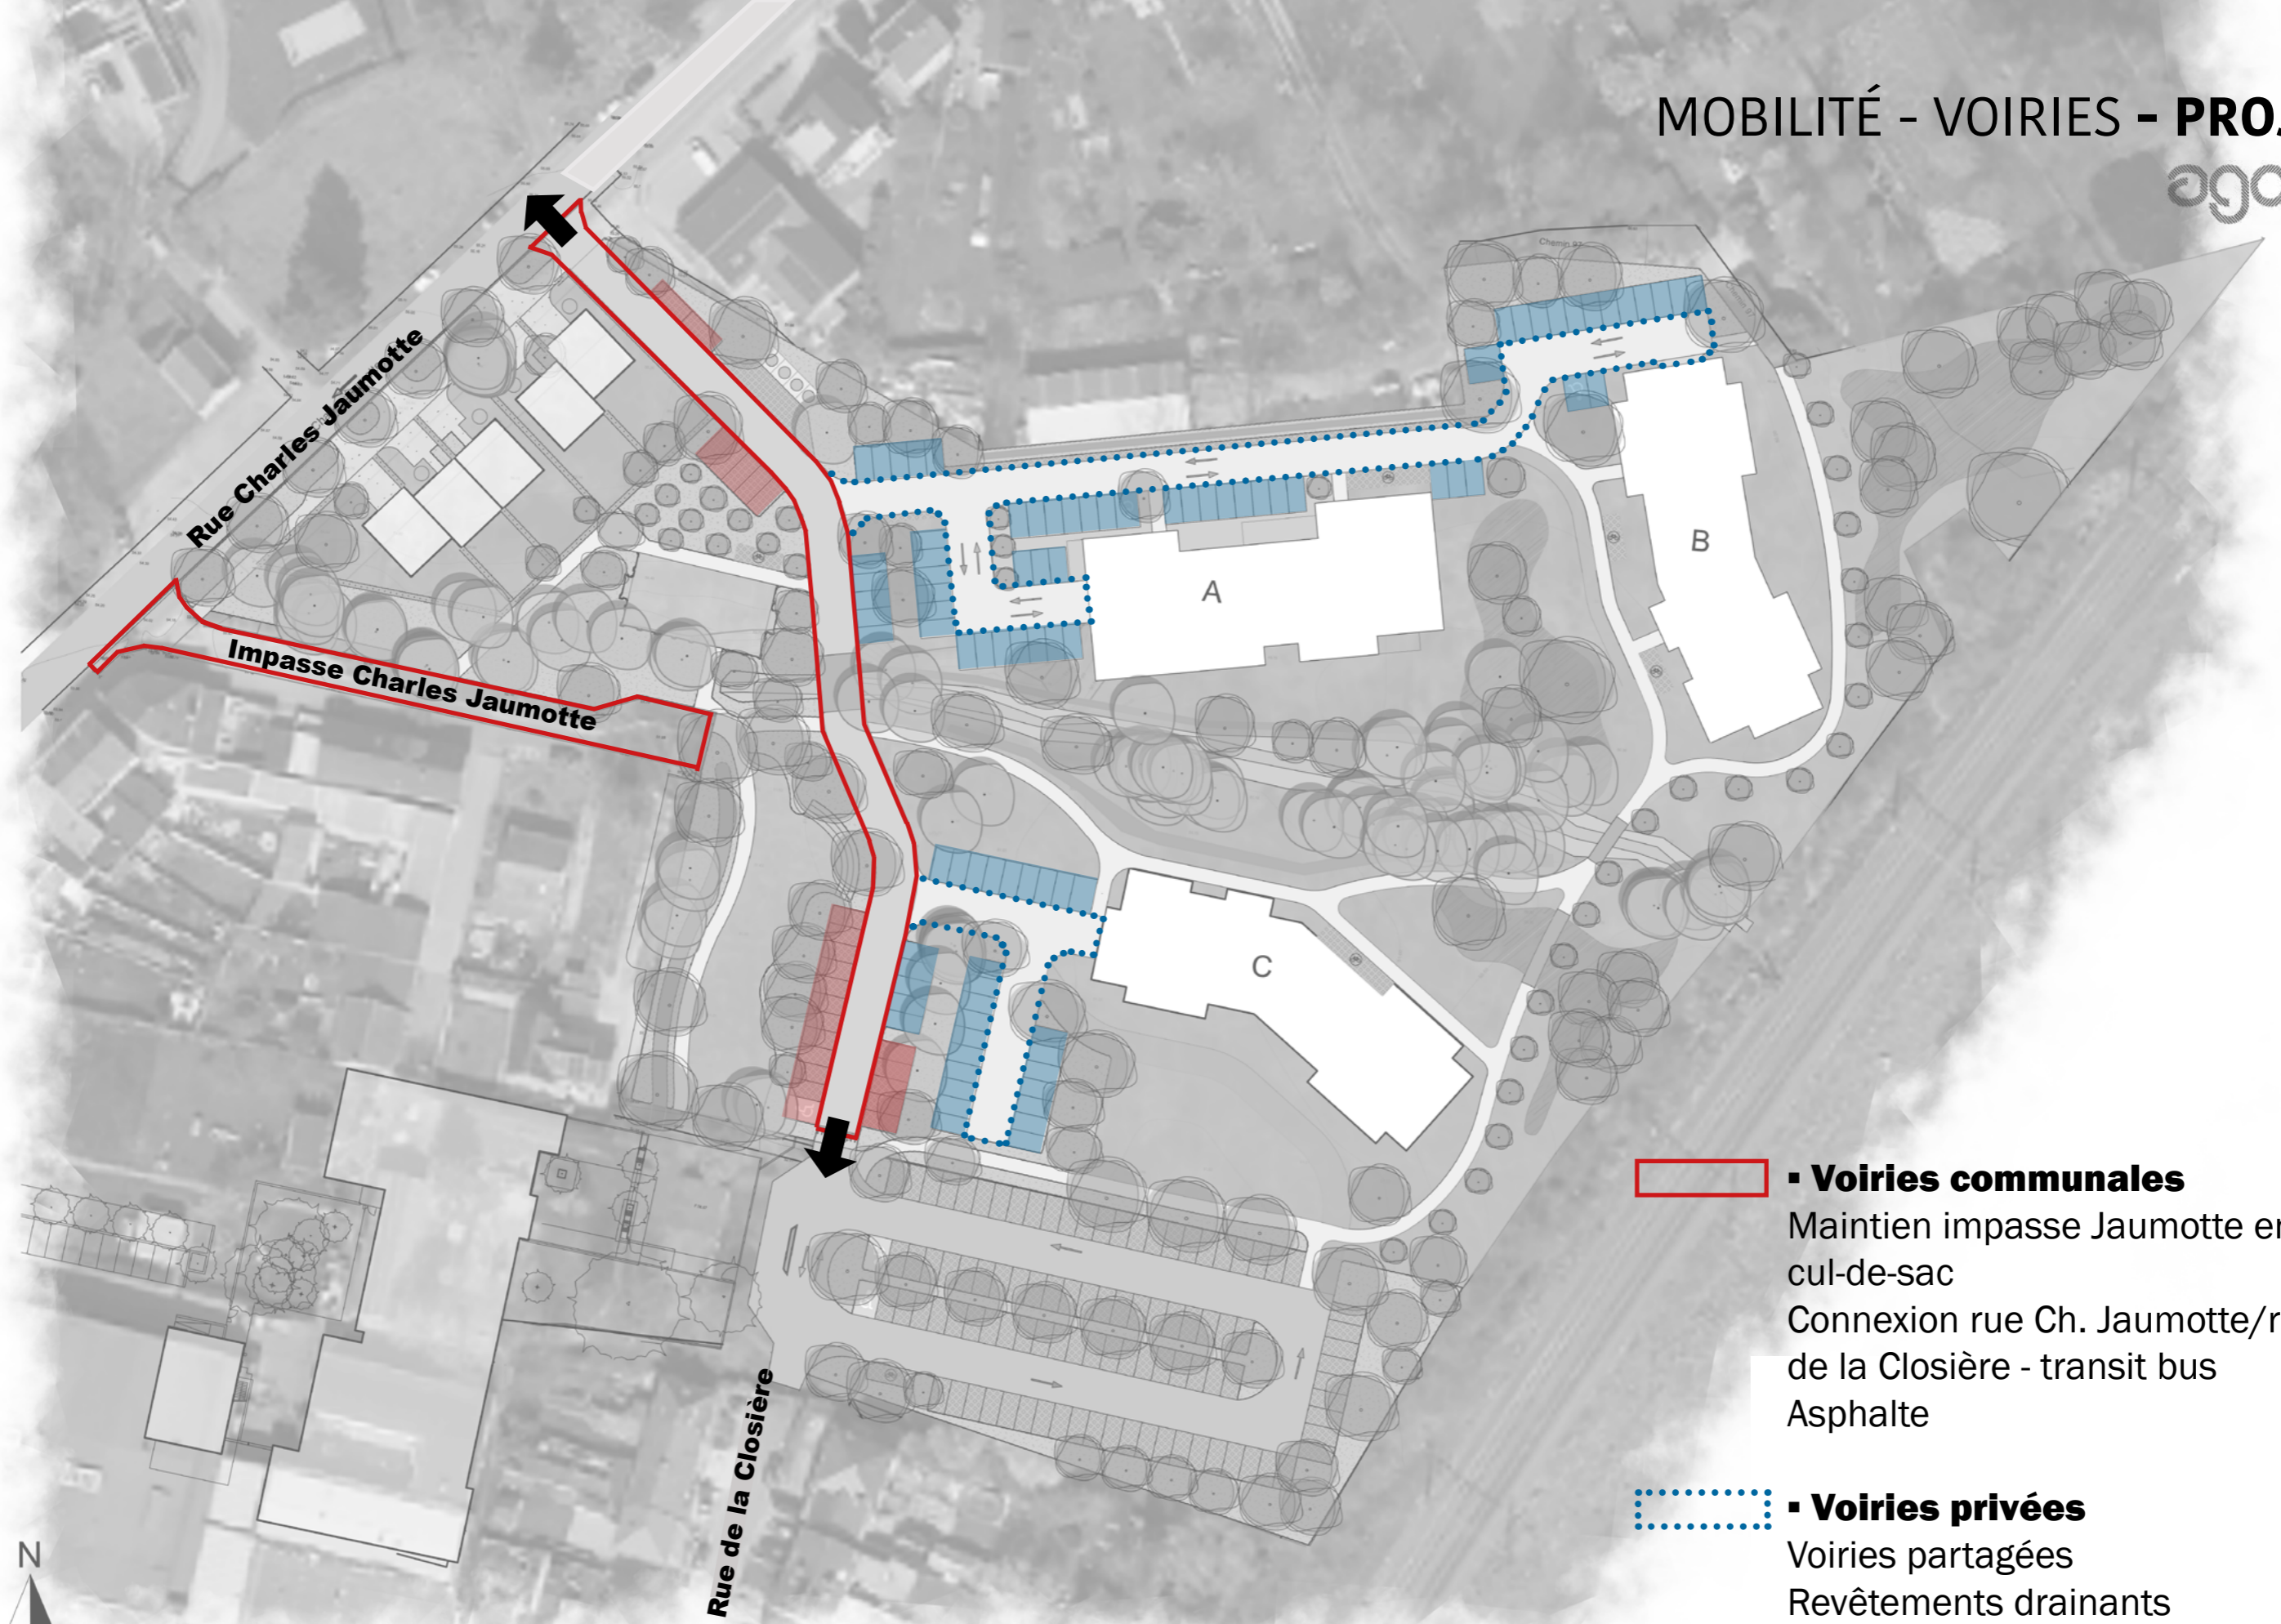 MOBILITÉ - VOIRIES - PRO
Chemin 97
Rue Charles Jaumotte
Impasse Charles Jaumotte
A
B
C
Rue de la Closière
N
▪ Voiries communales
Maintien impasse Jaumotte en
cul-de-sac
Connexion rue Ch. Jaumotte/r
de la Closière - transit bus
Asphalte
▪ Voiries privées
Voiries partagées
Revêtements drainants